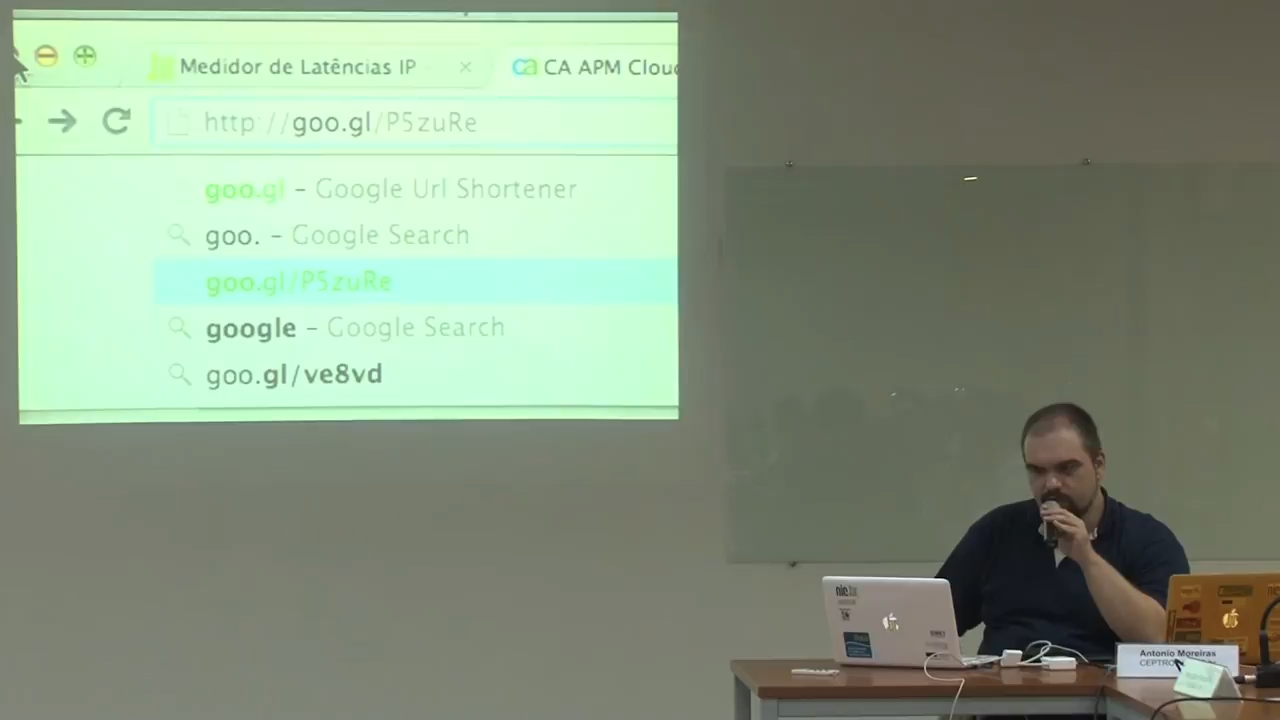 Medidor de Latências IP
CA APM Clou
http://goo.gl/P5zuRe
goo.gl – Google Url Shortener
goo. – Google Search
goo.gl/P5zuRe
google – Google Search
goo.gl/ve8vd
Antonio Moreiras